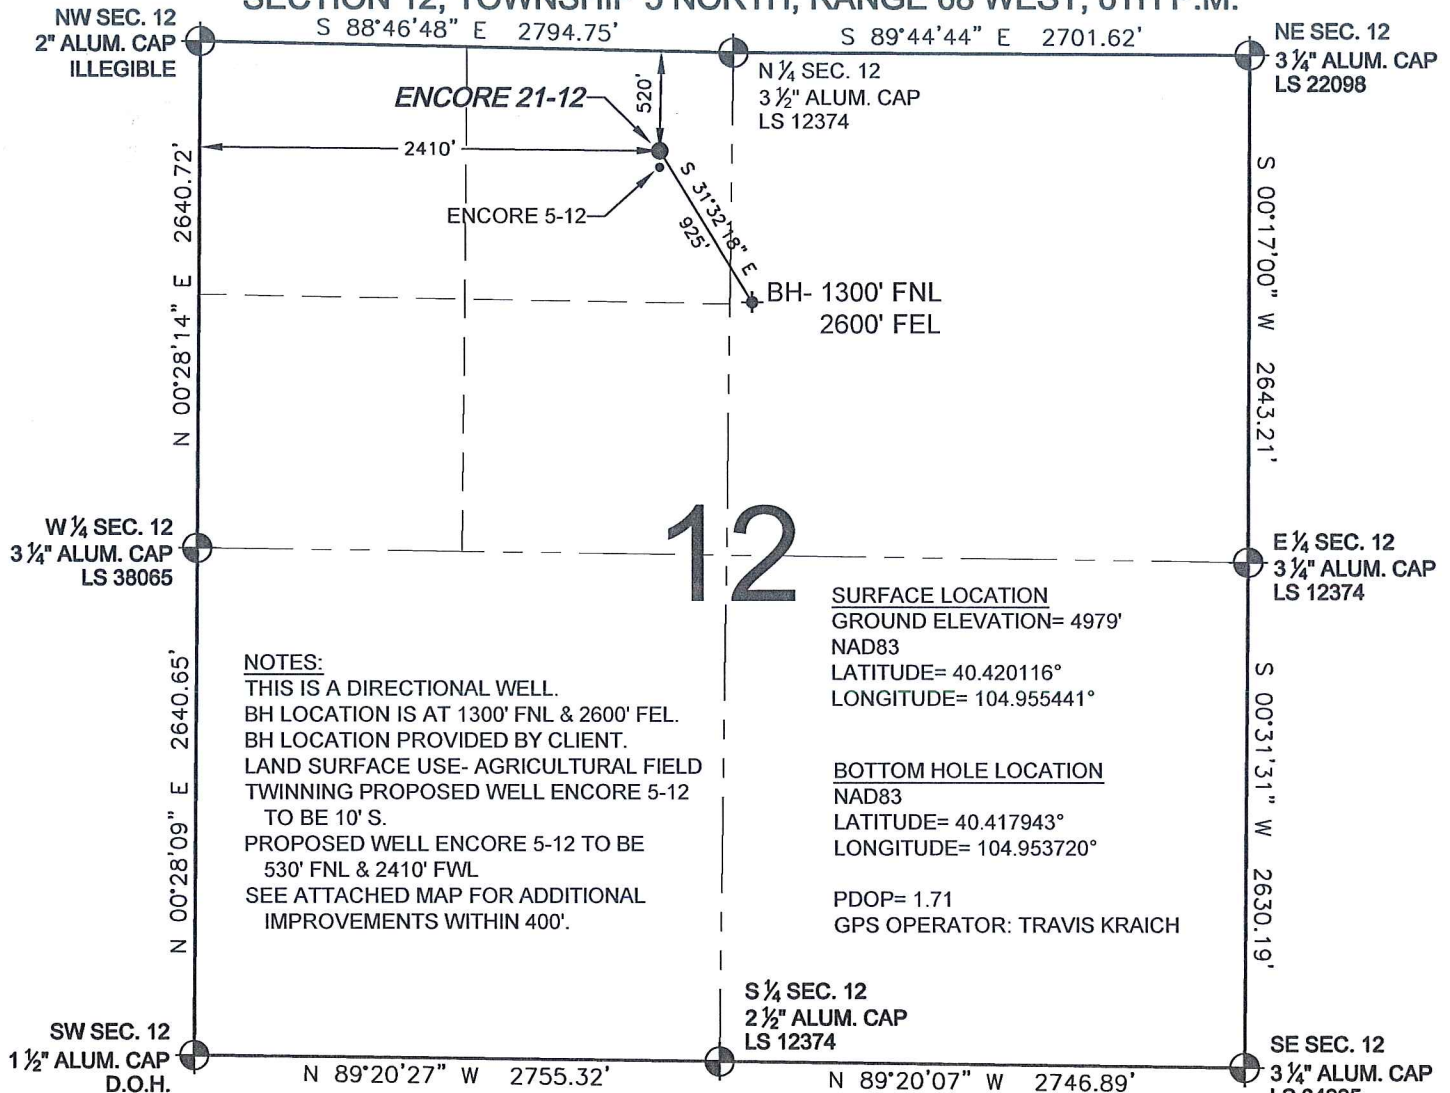 SECTION 12, TOWNSHIP 5 NORTH, RANGE 68 WEST, 6TH P.M.
NW SEC. 12
2" ALUM. CAP
ILLEGIBLE
S 88°46'48" E 2794.75'
S 89°44'44" E 2701.62'
NE SEC. 12
3 ¼" ALUM. CAP
LS 22098
N ¼ SEC. 12
3 ½" ALUM. CAP
LS 12374
ENCORE 21-12
520'
2410'
ENCORE 5-12
S 31°32'18" E
925'
BH- 1300' FNL
2600' FEL
N 00°28'14" E 2640.72'
S 00°17'00" W 2643.21'
W ¼ SEC. 12
3 ¼" ALUM. CAP
LS 38065
12
E ¼ SEC. 12
3 ¼" ALUM. CAP
LS 12374
SURFACE LOCATION
GROUND ELEVATION= 4979'
NAD83
LATITUDE= 40.420116°
LONGITUDE= 104.955441°
NOTES:
THIS IS A DIRECTIONAL WELL.
BH LOCATION IS AT 1300' FNL & 2600' FEL.
BH LOCATION PROVIDED BY CLIENT.
LAND SURFACE USE- AGRICULTURAL FIELD
TWINNING PROPOSED WELL ENCORE 5-12
TO BE 10' S.
PROPOSED WELL ENCORE 5-12 TO BE
530' FNL & 2410' FWL
SEE ATTACHED MAP FOR ADDITIONAL
IMPROVEMENTS WITHIN 400'.
BOTTOM HOLE LOCATION
NAD83
LATITUDE= 40.417943°
LONGITUDE= 104.953720°
PDOP= 1.71
GPS OPERATOR: TRAVIS KRAICH
N 00°28'09" E 2640.65'
S 00°31'31" W 2630.19'
SW SEC. 12
1 ½" ALUM. CAP
D.O.H.
N 89°20'27" W 2755.32'
S ¼ SEC. 12
2 ½" ALUM. CAP
LS 12374
N 89°20'07" W 2746.89'
SE SEC. 12
3 ¼" ALUM. CAP
LS